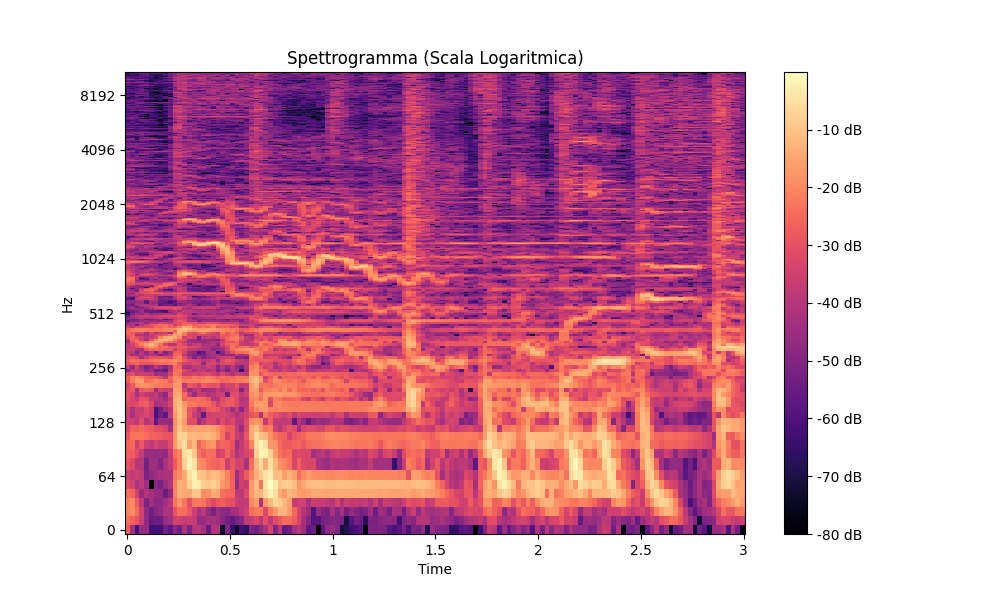 Spettrogramma (Scala Logaritmica)
Hz
8192
4096
2048
1024
512
256
128
64
0
0
0.5
1
1.5
2
2.5
3
Time
-10 dB
-20 dB
-30 dB
-40 dB
-50 dB
-60 dB
-70 dB
-80 dB